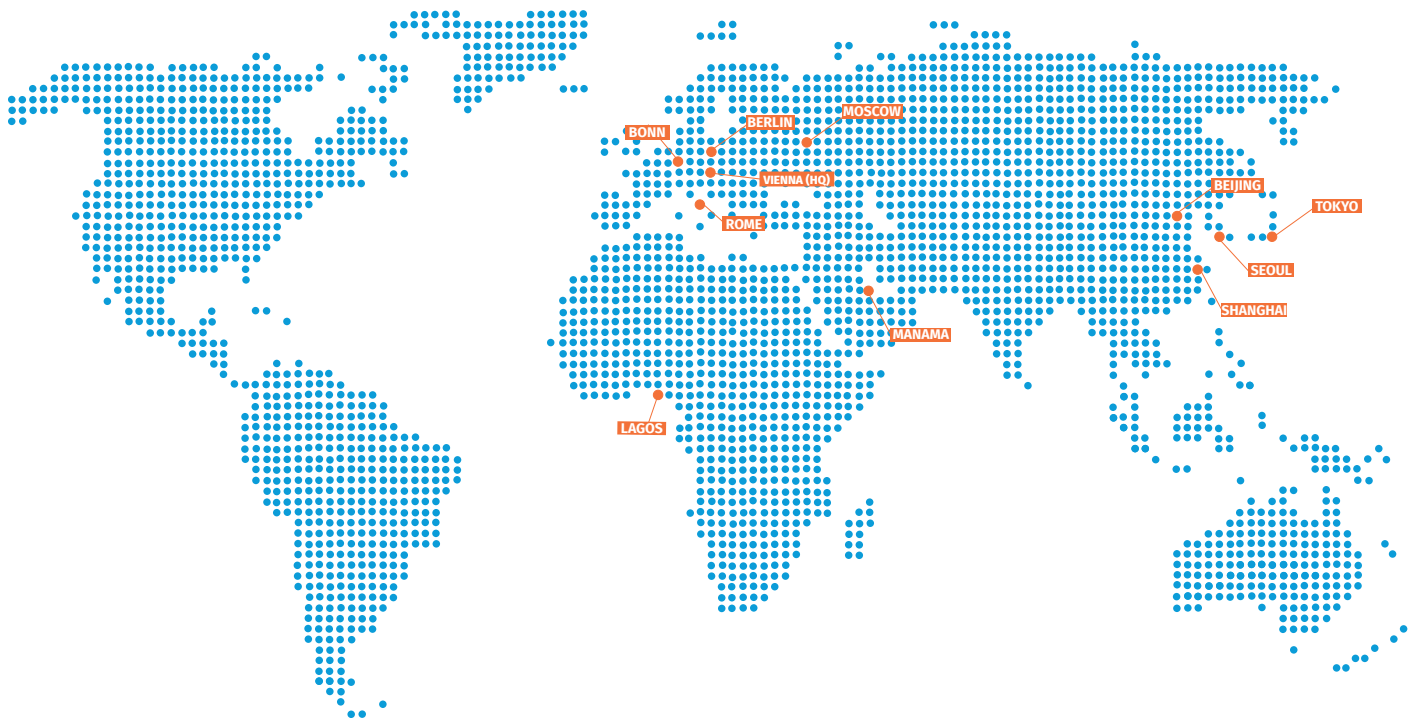 MOSCOW
BERLIN
BONN
VIENNA (HQ)
BEIJING
TOKYO
ROME
SEOUL
SHANGHAI
MANAMA
LAGOS